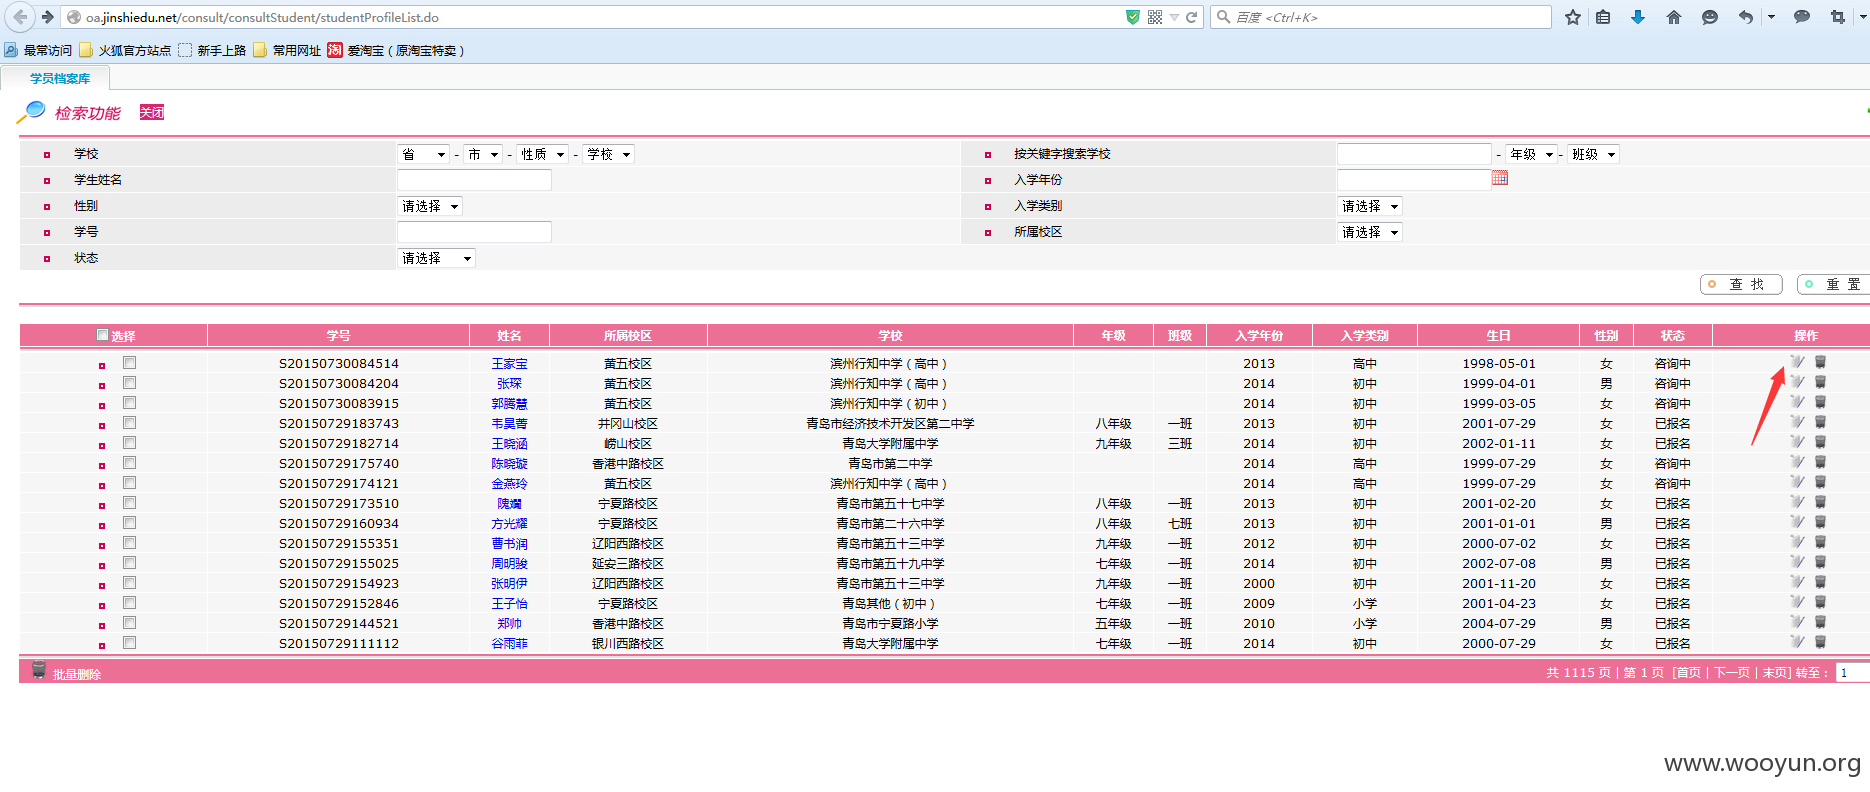 oa.jinshiedu.net/consult/consultStudent/studentProfileList.do
百度 <Ctrl+K>
最常访问 火狐官方站点 新手上路 常用网址 淘 爱淘宝（原淘宝特卖）
学员档案库
检索功能 关闭
学校 省 - 市 - 性质 - 学校 按关键字搜索学校 - 年级 - 班级
学生姓名 入学年份
性别 请选择 入学类别 请选择
学号 所属校区 请选择
状态 请选择
查 找 重 置
选择 学号 姓名 所属校区 学校 年级 班级 入学年份 入学类别 生日 性别 状态 操作
S20150730084514 王家宝 黄五校区 滨州行知中学（高中） 2013 高中 1998-05-01 女 咨询中
S20150730084204 张琛 黄五校区 滨州行知中学（高中） 2014 初中 1999-04-01 男 咨询中
S20150730083915 郭腾慧 黄五校区 滨州行知中学（初中） 2014 初中 1999-03-05 女 咨询中
S20150729183743 韦昊菁 井冈山校区 青岛市经济技术开发区第二中学 八年级 一班 2013 初中 2001-07-29 女 已报名
S20150729182714 王晓涵 崂山校区 青岛大学附属中学 九年级 三班 2014 初中 2002-01-11 女 已报名
S20150729175740 陈晓璇 香港中路校区 青岛市第二中学 2014 高中 1999-07-29 女 咨询中
S20150729174121 金燕玲 黄五校区 滨州行知中学（高中） 2014 高中 1999-07-29 女 咨询中
S20150729173510 隗斓 宁夏路校区 青岛市第五十七中学 八年级 一班 2013 初中 2001-02-20 女 已报名
S20150729160934 方光耀 宁夏路校区 青岛市第二十六中学 八年级 七班 2013 初中 2001-01-01 男 已报名
S20150729155351 曹书润 辽阳西路校区 青岛市第五十三中学 九年级 一班 2012 初中 2000-07-02 女 已报名
S20150729155025 周明骏 延安三路校区 青岛市第五十九中学 七年级 一班 2014 初中 2002-07-08 男 已报名
S20150729154923 张明伊 辽阳西路校区 青岛市第五十三中学 九年级 一班 2000 初中 2001-11-20 女 已报名
S20150729152846 王子怡 宁夏路校区 青岛其他（初中） 七年级 一班 2009 小学 2001-04-23 女 已报名
S20150729144521 郑帅 香港中路校区 青岛市宁夏路小学 五年级 一班 2010 小学 2004-07-29 男 已报名
S20150729111112 谷雨菲 银川西路校区 青岛大学附属中学 七年级 一班 2014 初中 2000-07-29 女 已报名
批量删除 共 1115 页 | 第 1 页 [首页 | 下一页 | 末页] 转至： 1
www.wooyun.org